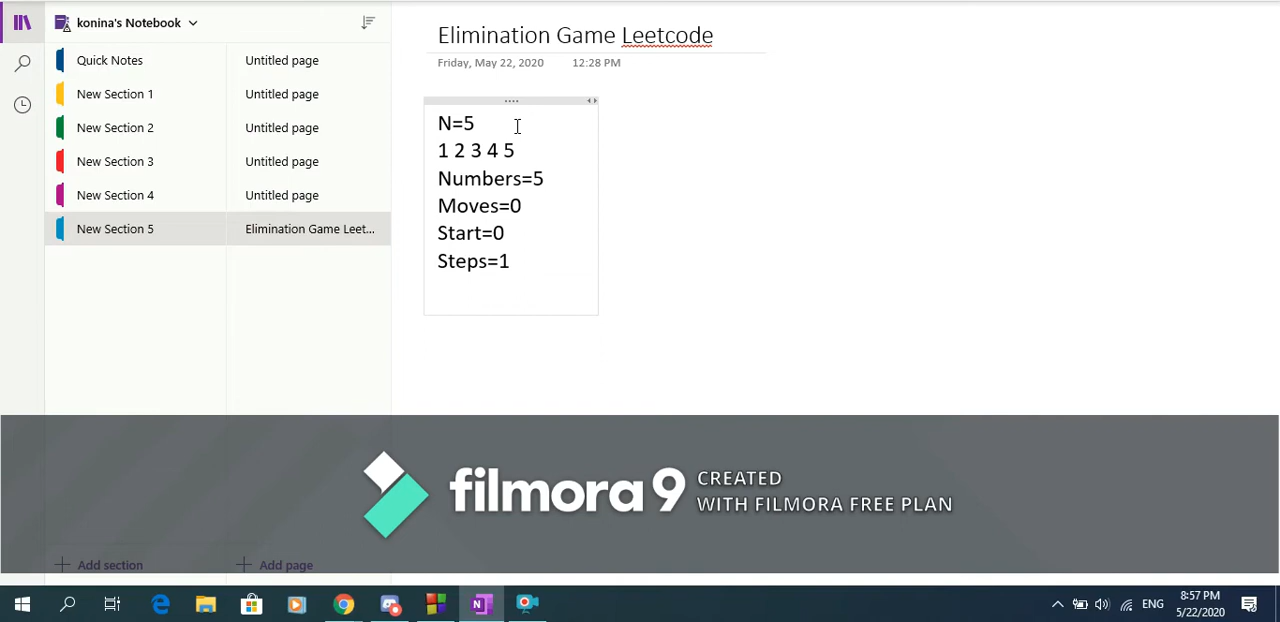 konina's Notebook
Quick Notes
New Section 1
New Section 2
New Section 3
New Section 4
New Section 5
Untitled page
Untitled page
Untitled page
Untitled page
Untitled page
Elimination Game Leet...
Elimination Game Leetcode
Friday, May 22, 2020 12:28 PM
N=5
1 2 3 4 5
Numbers=5
Moves=0
Start=0
Steps=1
filmora9
CREATED
WITH FILMORA FREE PLAN
Add section
Add page
ENG
8:57 PM
5/22/2020